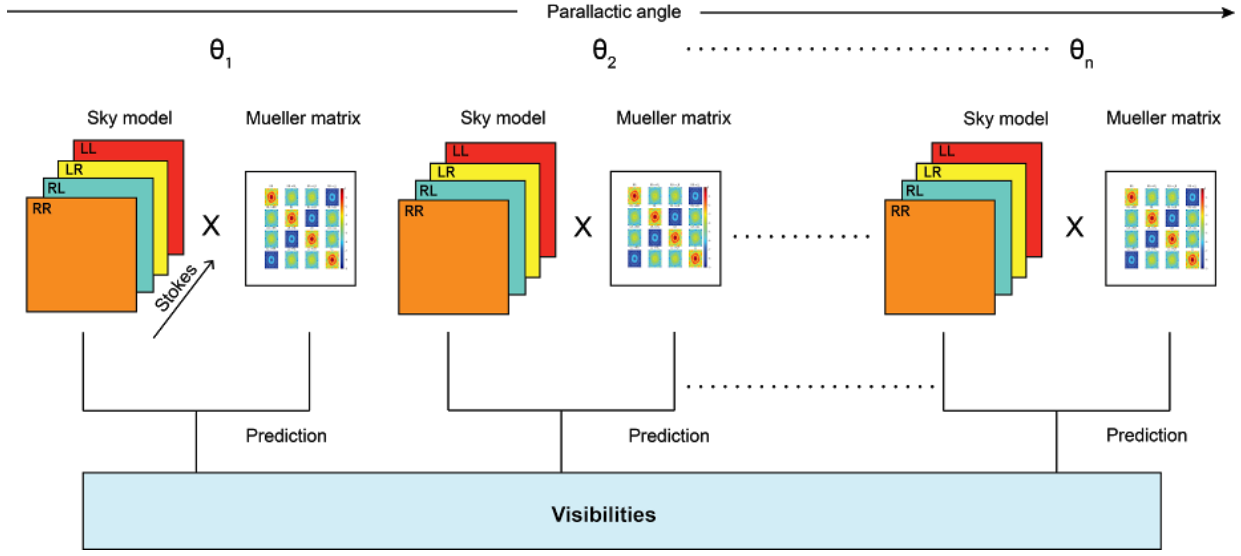 Parallactic angle
θ1 θ2 θn
Sky model Mueller matrix Sky model Mueller matrix Sky model Mueller matrix
LL LL LL
LR LR LR
RL RL RL
RR RR RR
X X X
Stokes
Prediction Prediction Prediction
Visibilities